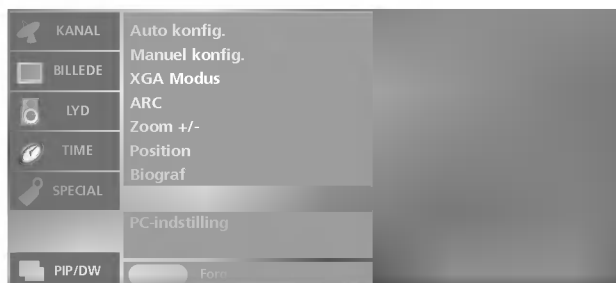 KANAL
BILLEDE
LYD
TIME
SPECIAL
PIP/DW
Auto konfig.
Manuel konfig.
XGA Modus
ARC
Zoom +/-
Position
Biograf
PC-indstilling